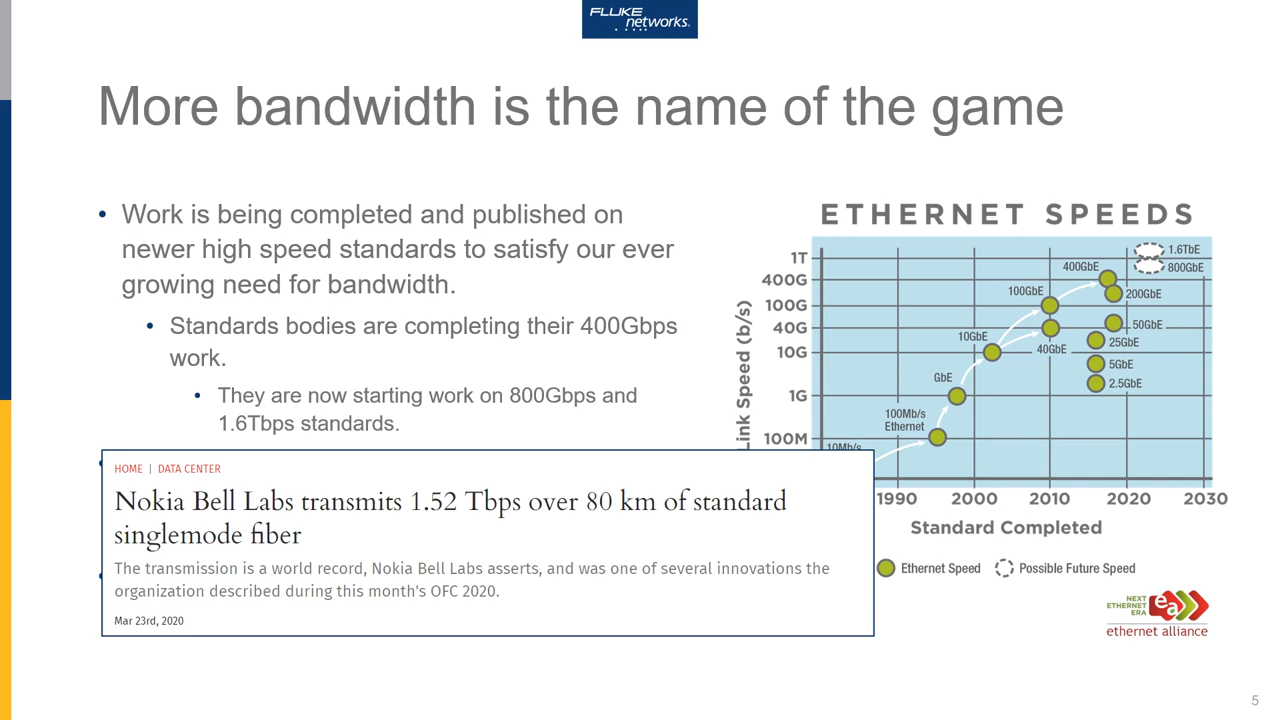 FLUKE
networks®
More bandwidth is the name of the game
• Work is being completed and published on
newer high speed standards to satisfy our ever
growing need for bandwidth.
• Standards bodies are completing their 400Gbps
work.
• They are now starting work on 800Gbps and
1.6Tbps standards.
HOME | DATA CENTER
Nokia Bell Labs transmits 1.52 Tbps over 80 km of standard
singlemode fiber
The transmission is a world record, Nokia Bell Labs asserts, and was one of several innovations the
organization described during this month's OFC 2020.
Mar 23rd, 2020
ETHERNET SPEEDS
Link Speed (b/s)
1T
400G
100G
40G
10G
1G
100M
1.6TbE
800GbE
400GbE
200GbE
100GbE
50GbE
40GbE
25GbE
10GbE
5GbE
2.5GbE
GbE
100Mb/s
Ethernet
10Mb/s
1990
2000
2010
2020
2030
Standard Completed
Ethernet Speed
Possible Future Speed
NEXT
ETHERNET
ERA
ea
ethernet alliance
5